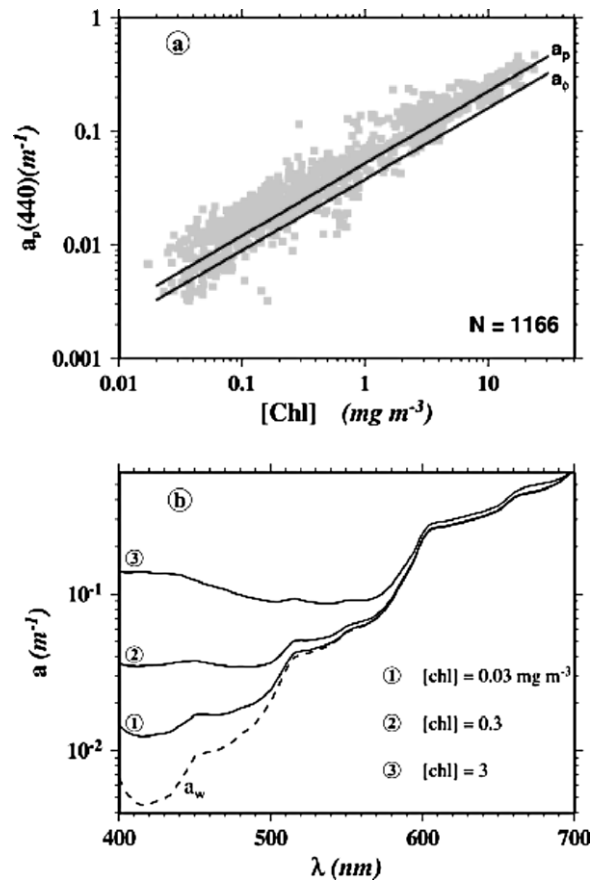 1
ⓐ
a_p
a_ϕ
0.1
a_p(440)(m⁻¹)
0.01
N = 1166
0.001
0.01 0.1 1 10
[Chl] (mg m⁻³)
ⓑ
③
10⁻¹
a (m⁻¹)
②
① [chl] = 0.03 mg m⁻³
①
② [chl] = 0.3
10⁻²
a_w
③ [chl] = 3
400 500 600 700
λ (nm)